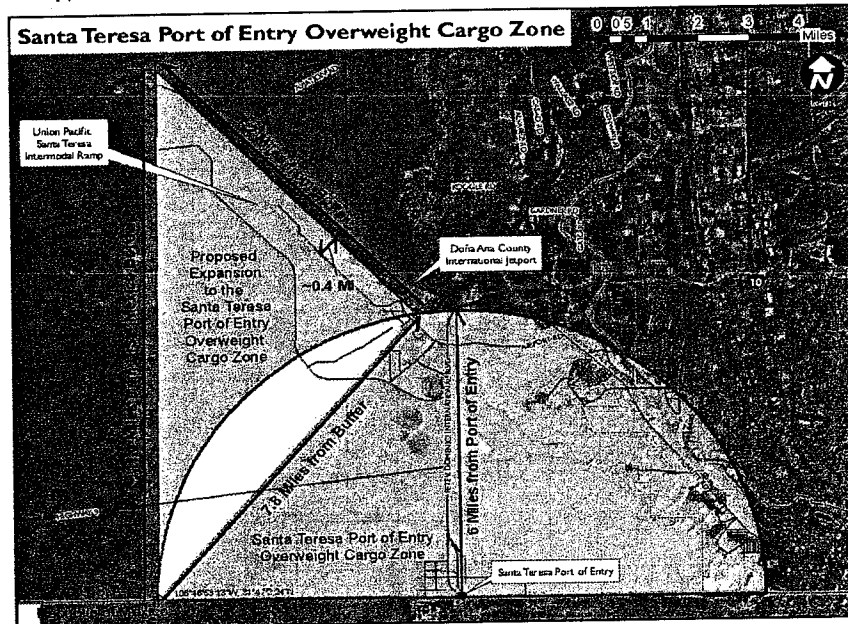 Santa Teresa Port of Entry Overweight Cargo Zone
0 0.5 1 2 3 4
Miles
N
Union Pacific
Santa Teresa
Intermodal Ramp
GARDNER RD
Doña Ana County
International Jetport
Proposed
Expansion
to the
Santa Teresa
Port of Entry
Overweight
Cargo Zone
~0.4 Mi
10
7.8 Miles from Buffer
6 Miles from Port of Entry
Santa Teresa Port of Entry
Overweight Cargo Zone
Santa Teresa Port of Entry